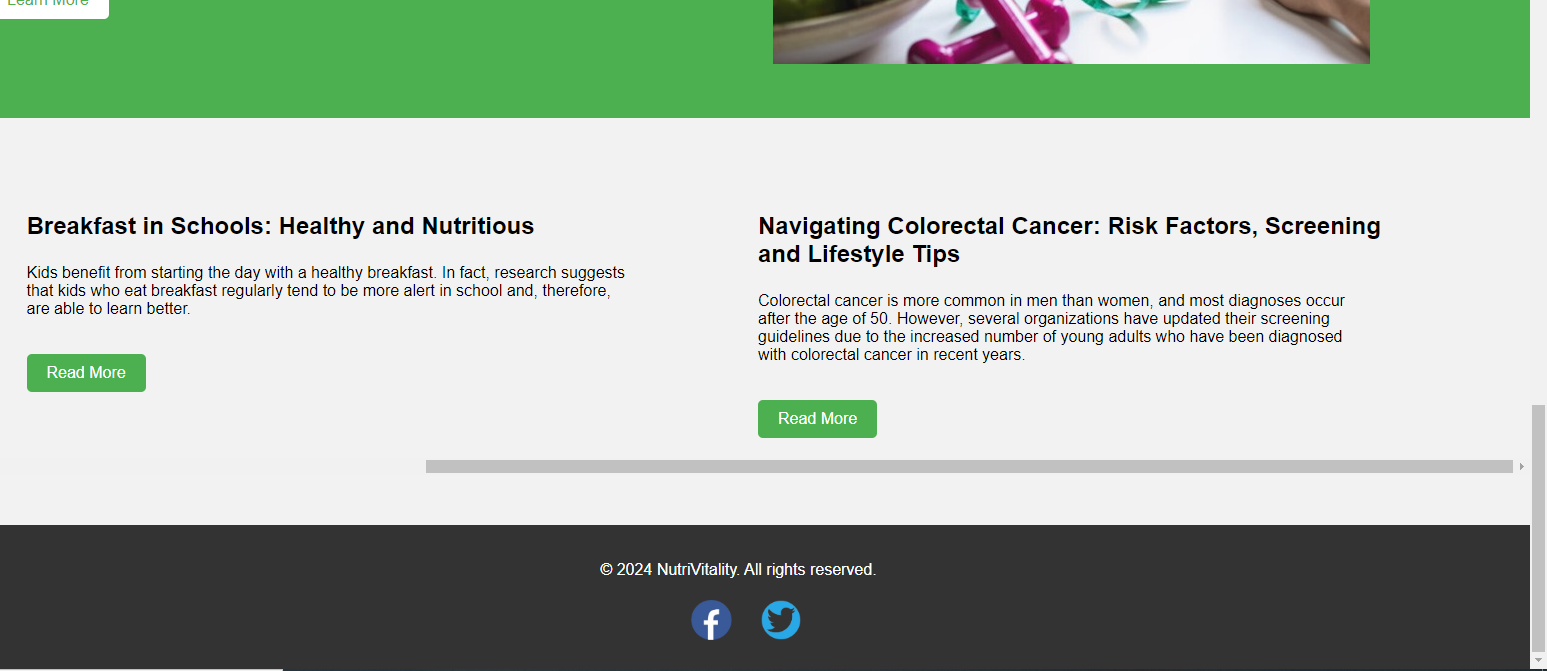 Learn More
Breakfast in Schools: Healthy and Nutritious
Kids benefit from starting the day with a healthy breakfast. In fact, research suggests
that kids who eat breakfast regularly tend to be more alert in school and, therefore,
are able to learn better.
Read More
Navigating Colorectal Cancer: Risk Factors, Screening
and Lifestyle Tips
Colorectal cancer is more common in men than women, and most diagnoses occur
after the age of 50. However, several organizations have updated their screening
guidelines due to the increased number of young adults who have been diagnosed
with colorectal cancer in recent years.
Read More
© 2024 NutriVitality. All rights reserved.